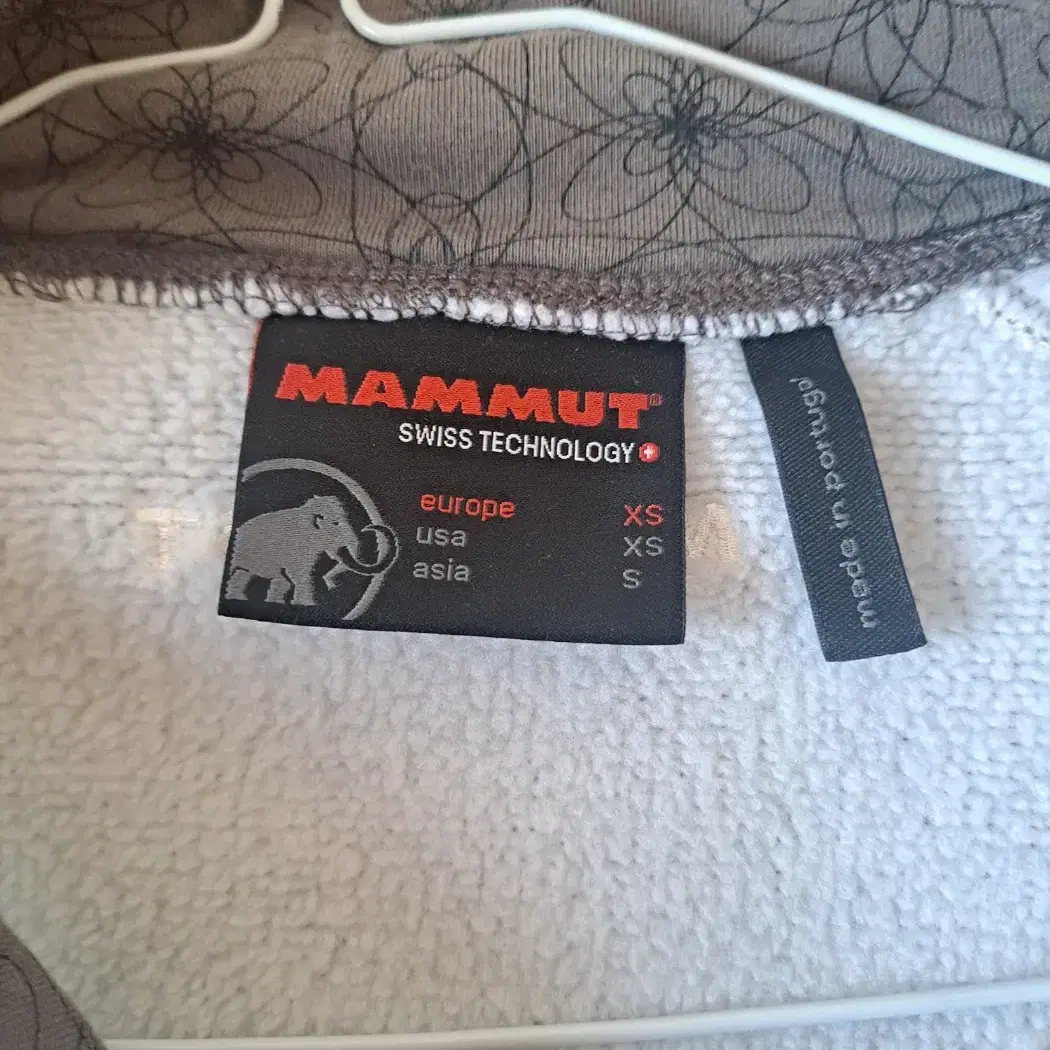 MAMMUT®
SWISS TECHNOLOGY
europe XS
usa XS
asia S
made in Portugal